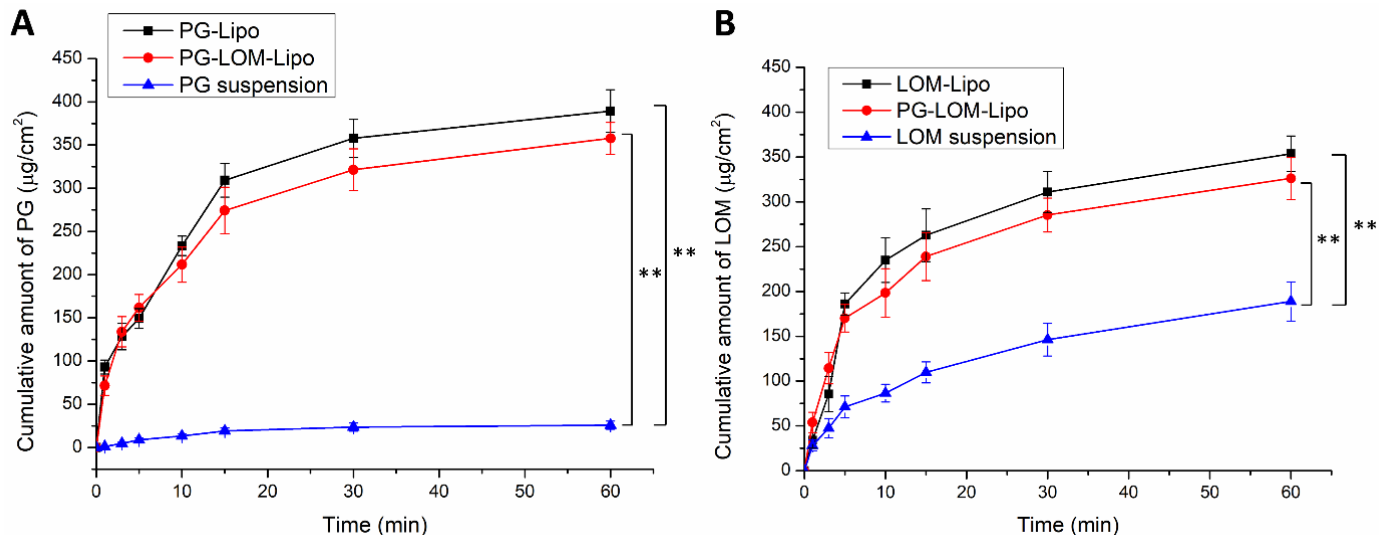 A
PG-Lipo
PG-LOM-Lipo
PG suspension
450
400
350
300
250
200
150
100
50
0
Cumulative amuont of PG (μg/cm²)
0 10 20 30 40 50 60
Time (min)
**
**
B
LOM-Lipo
PG-LOM-Lipo
LOM suspension
450
400
350
300
250
200
150
100
50
0
Cumulative amount of LOM (μg/cm²)
0 10 20 30 40 50 60
Time (min)
**
**